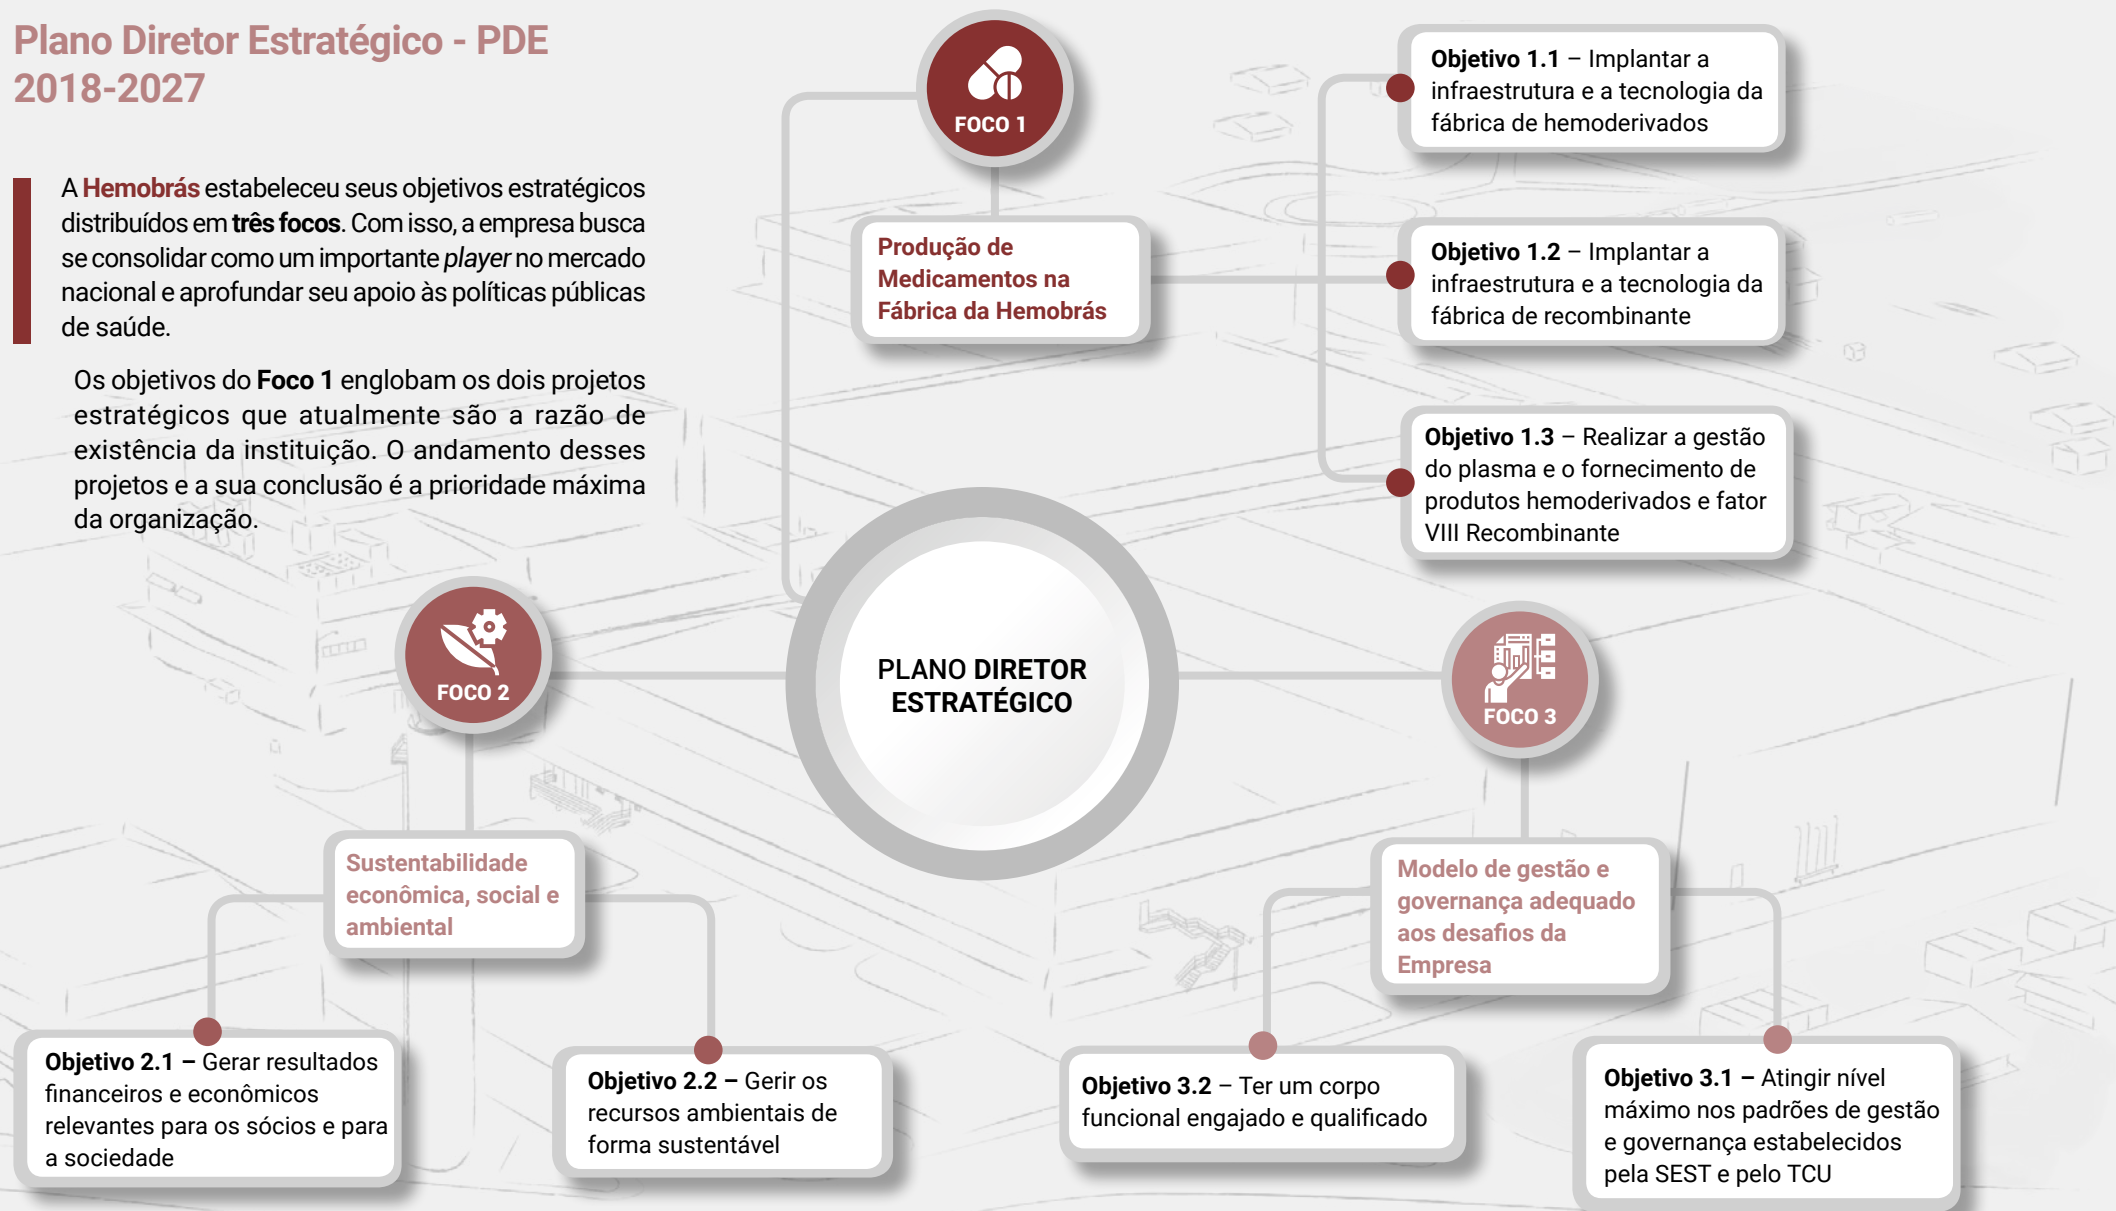 Plano Diretor Estratégico - PDE
2018-2027
A Hemobrás estabeleceu seus objetivos estratégicos
distribuídos em três focos. Com isso, a empresa busca
se consolidar como um importante player no mercado
nacional e aprofundar seu apoio às políticas públicas
de saúde.
Os objetivos do Foco 1 englobam os dois projetos
estratégicos que atualmente são a razão de
existência da instituição. O andamento desses
projetos e a sua conclusão é a prioridade máxima
da organização.
FOCO 1
Produção de
Medicamentos na
Fábrica da Hemobrás
Objetivo 1.1 – Implantar a
infraestrutura e a tecnologia da
fábrica de hemoderivados
Objetivo 1.2 – Implantar a
infraestrutura e a tecnologia da
fábrica de recombinante
Objetivo 1.3 – Realizar a gestão
do plasma e o fornecimento de
produtos hemoderivados e fator
VIII Recombinante
PLANO DIRETOR
ESTRATÉGICO
FOCO 2
Sustentabilidade
econômica, social e
ambiental
Objetivo 2.1 – Gerar resultados
financeiros e econômicos
relevantes para os sócios e para
a sociedade
Objetivo 2.2 – Gerir os
recursos ambientais de
forma sustentável
FOCO 3
Modelo de gestão e
governança adequado
aos desafios da
Empresa
Objetivo 3.2 – Ter um corpo
funcional engajado e qualificado
Objetivo 3.1 – Atingir nível
máximo nos padrões de gestão
e governança estabelecidos
pela SEST e pelo TCU